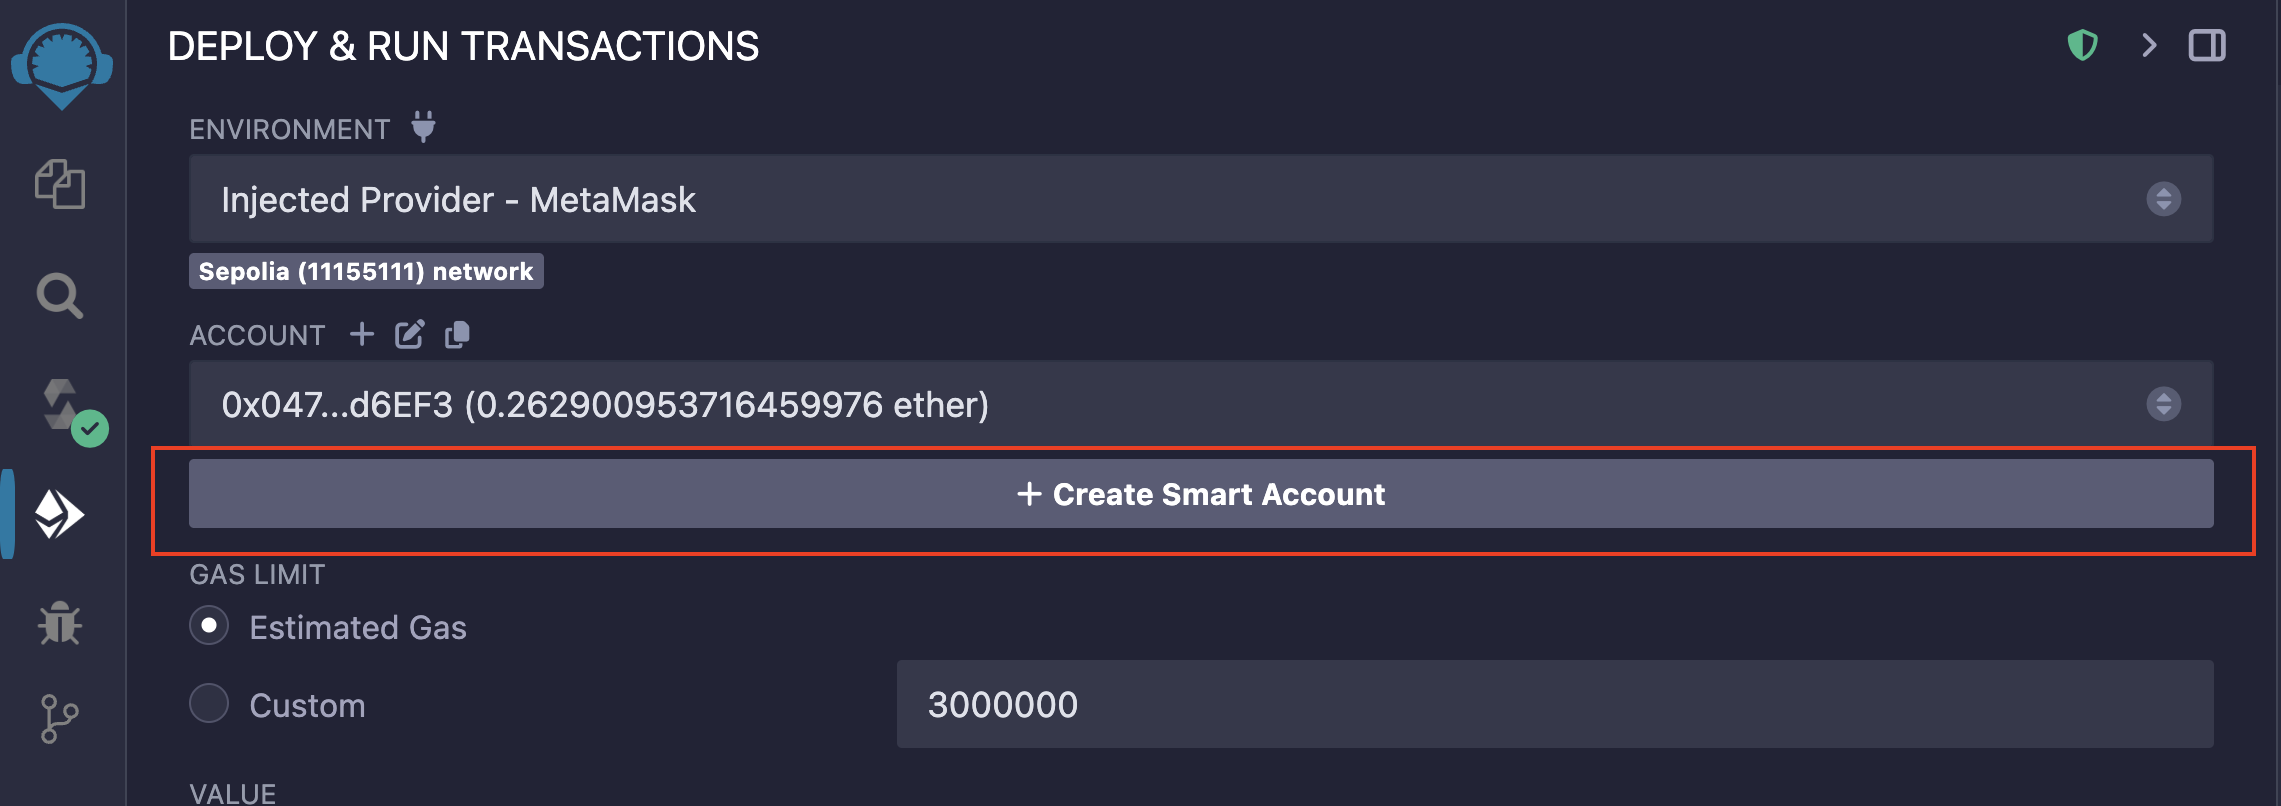 DEPLOY & RUN TRANSACTIONS
ENVIRONMENT
Injected Provider - MetaMask
Sepolia (11155111) network
ACCOUNT
0x047...d6EF3 (0.262900953716459976 ether)
+ Create Smart Account
GAS LIMIT
Estimated Gas
Custom
3000000
VALUE